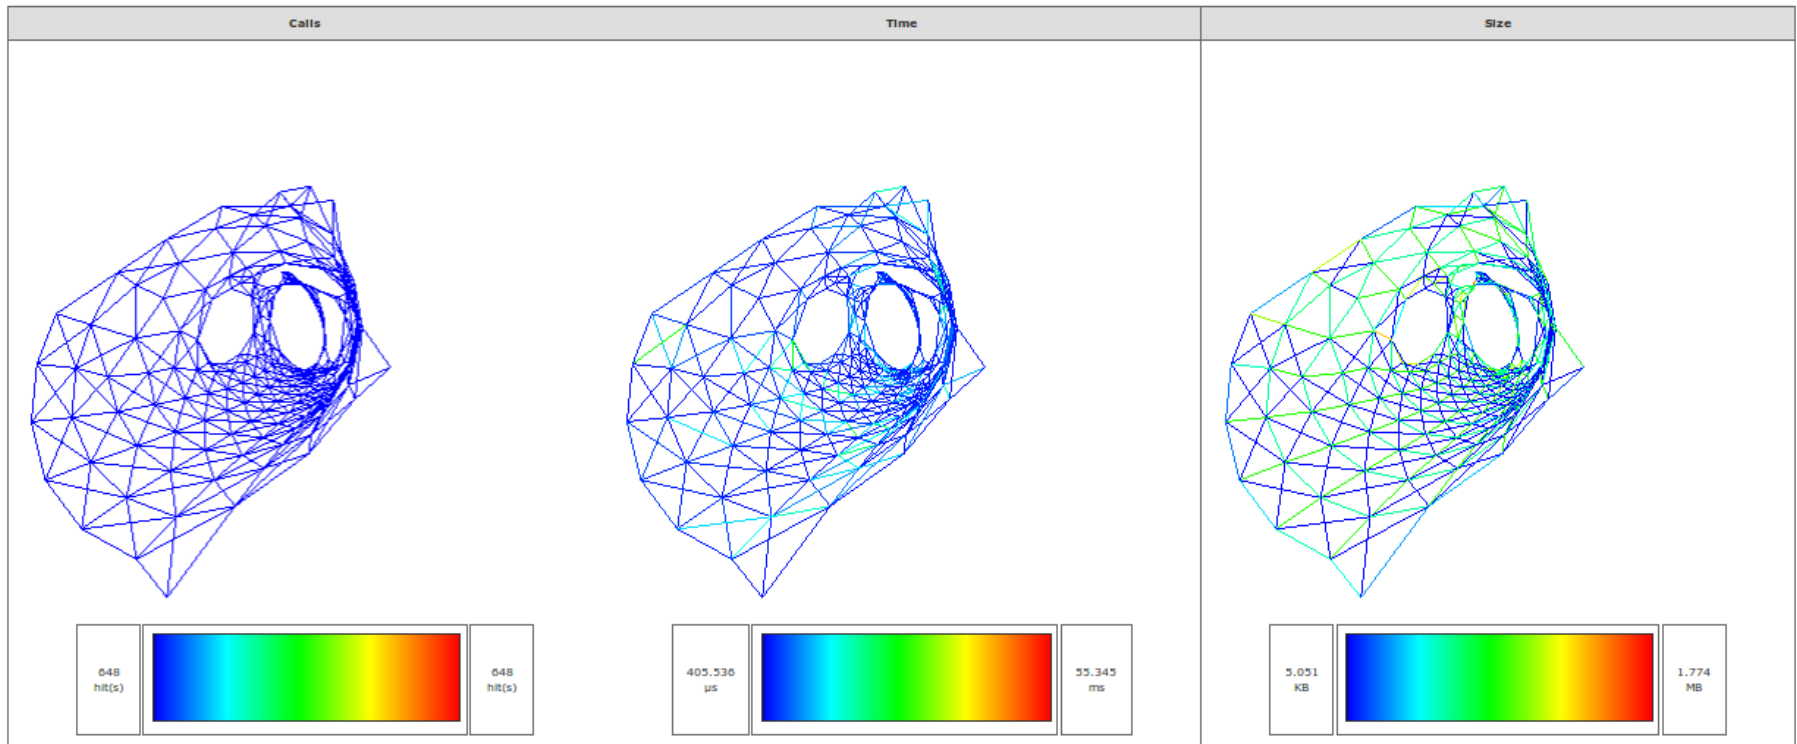 Calls
Time
Size
648
hit(s)
648
hit(s)
405.536
µs
55.345
ms
5.051
KB
1.774
MB